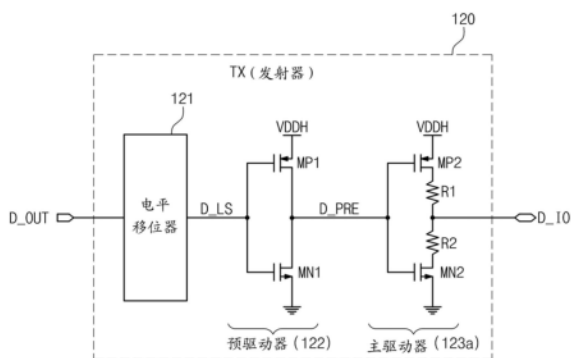 120
TX(发射器)
121
VDDH
VDDH
MP1
MP2
R1
电平
移位器
D_OUT
D_LS
D_PRE
D_IO
R2
MN1
MN2
预驱动器(122)
主驱动器(123a)